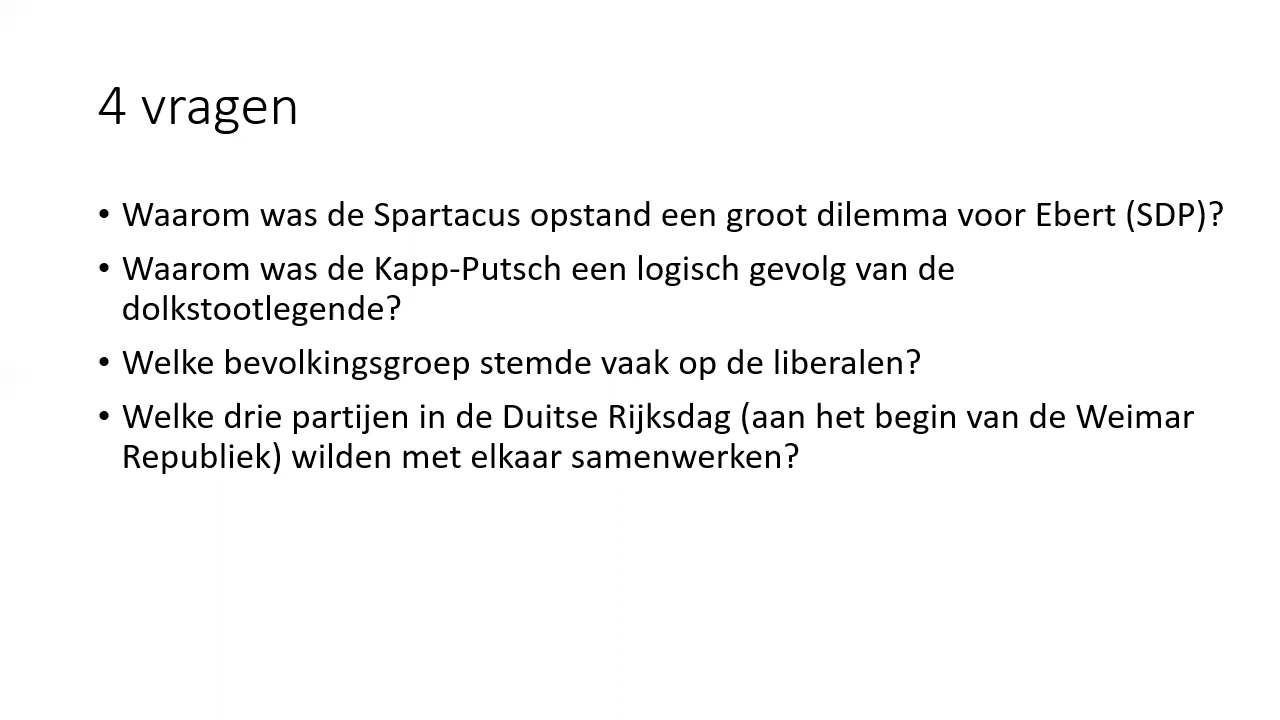 4 vragen
• Waarom was de Spartacus opstand een groot dilemma voor Ebert (SDP)?
• Waarom was de Kapp-Putsch een logisch gevolg van de
dolkstootlegende?
• Welke bevolkingsgroep stemde vaak op de liberalen?
• Welke drie partijen in de Duitse Rijksdag (aan het begin van de Weimar
Republiek) wilden met elkaar samenwerken?